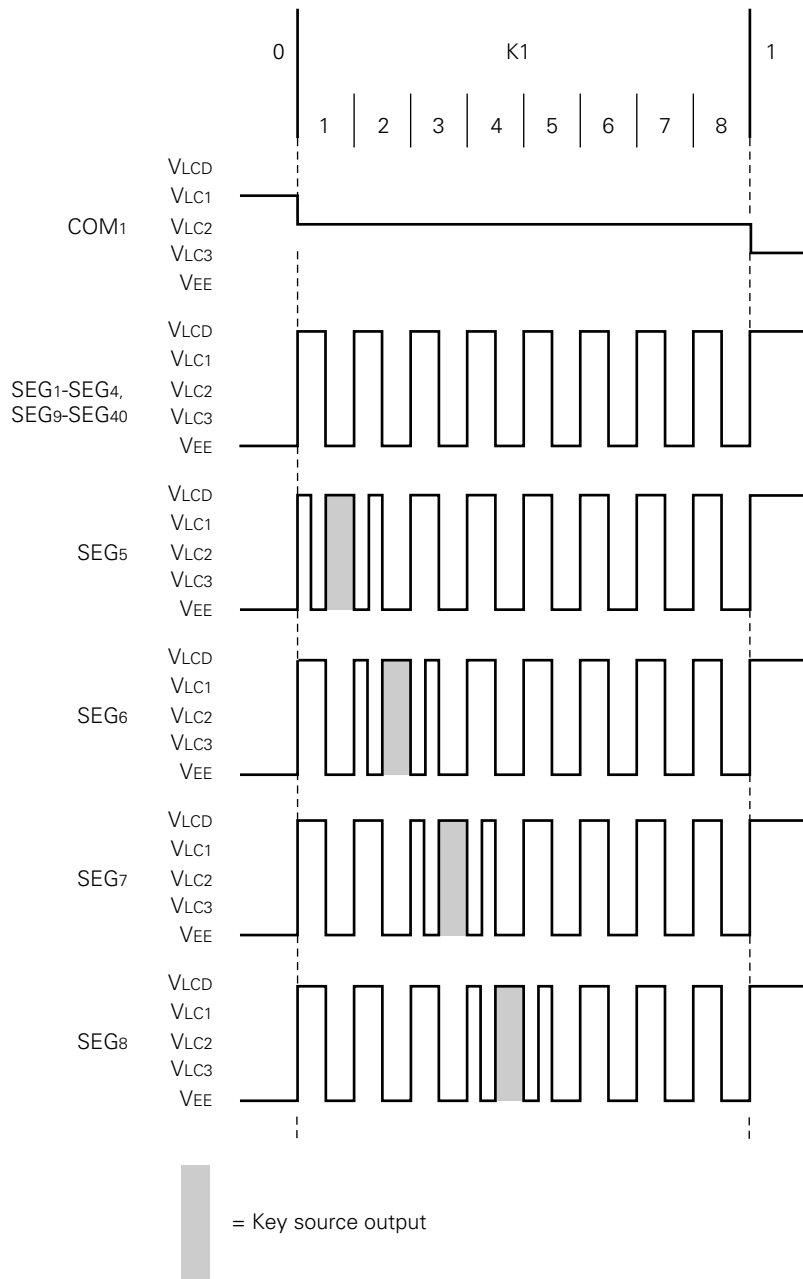 0 K1 1
1 2 3 4 5 6 7 8
VLCD
VLC1
COM1 VLC2
VLC3
VEE
VLCD
VLC1
SEG1-SEG4, VLC2
SEG9-SEG40 VLC3
VEE
VLCD
VLC1
SEG5 VLC2
VLC3
VEE
VLCD
VLC1
SEG6 VLC2
VLC3
VEE
VLCD
VLC1
SEG7 VLC2
VLC3
VEE
VLCD
VLC1
SEG8 VLC2
VLC3
VEE
= Key source output